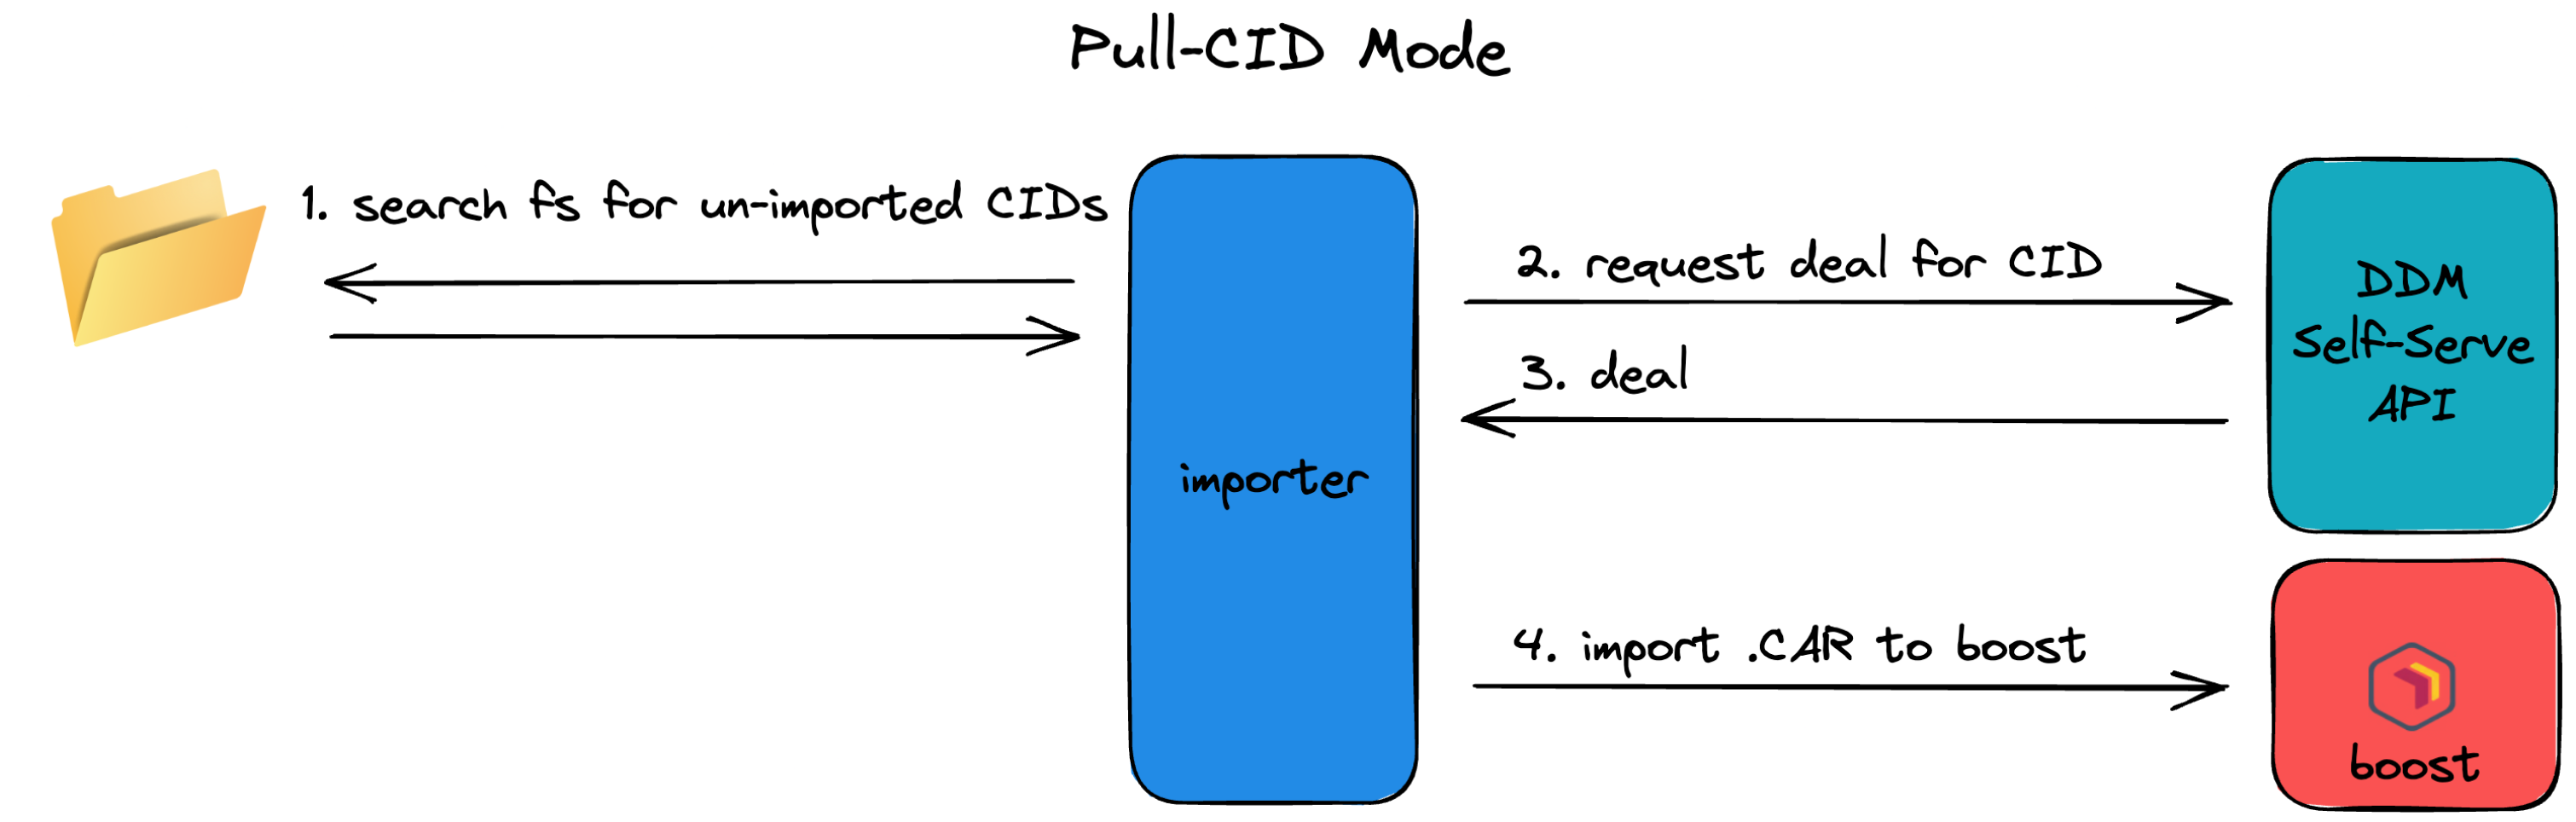 Pull-CID Mode
1. search fs for un-imported CIDs
2. request deal for CID
3. deal
importer
DDM
Self-Serve
API
4. import .CAR to boost
boost